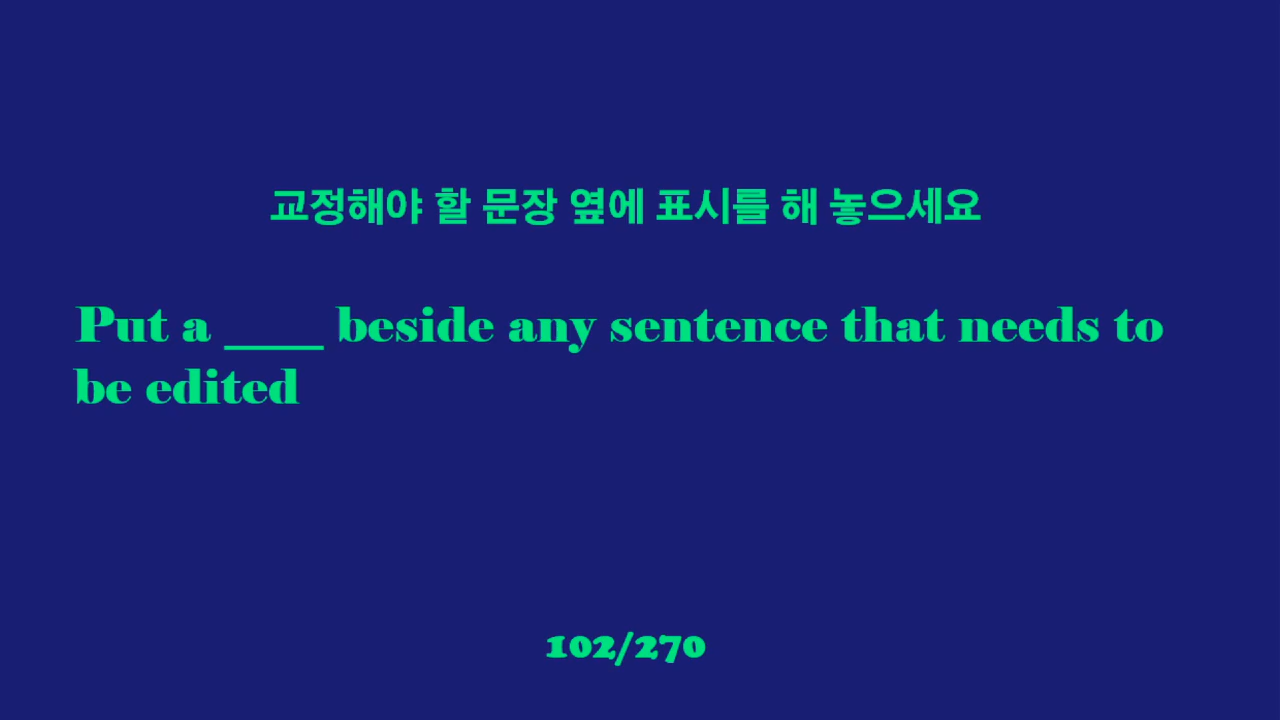 교정해야 할 문장 옆에 표시를 해 놓으세요
Put a ____ beside any sentence that needs to
be edited
102/270